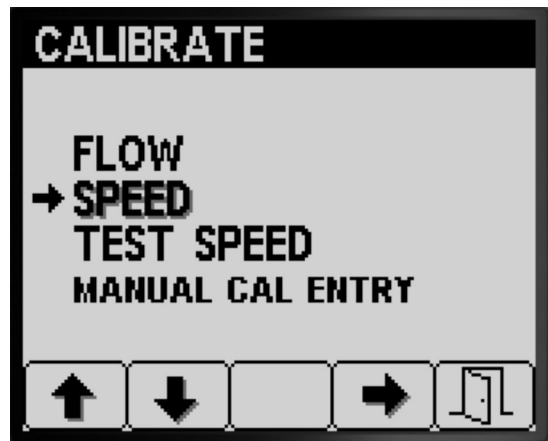 CALIBRATE
FLOW
SPEED
TEST SPEED
MANUAL CAL ENTRY